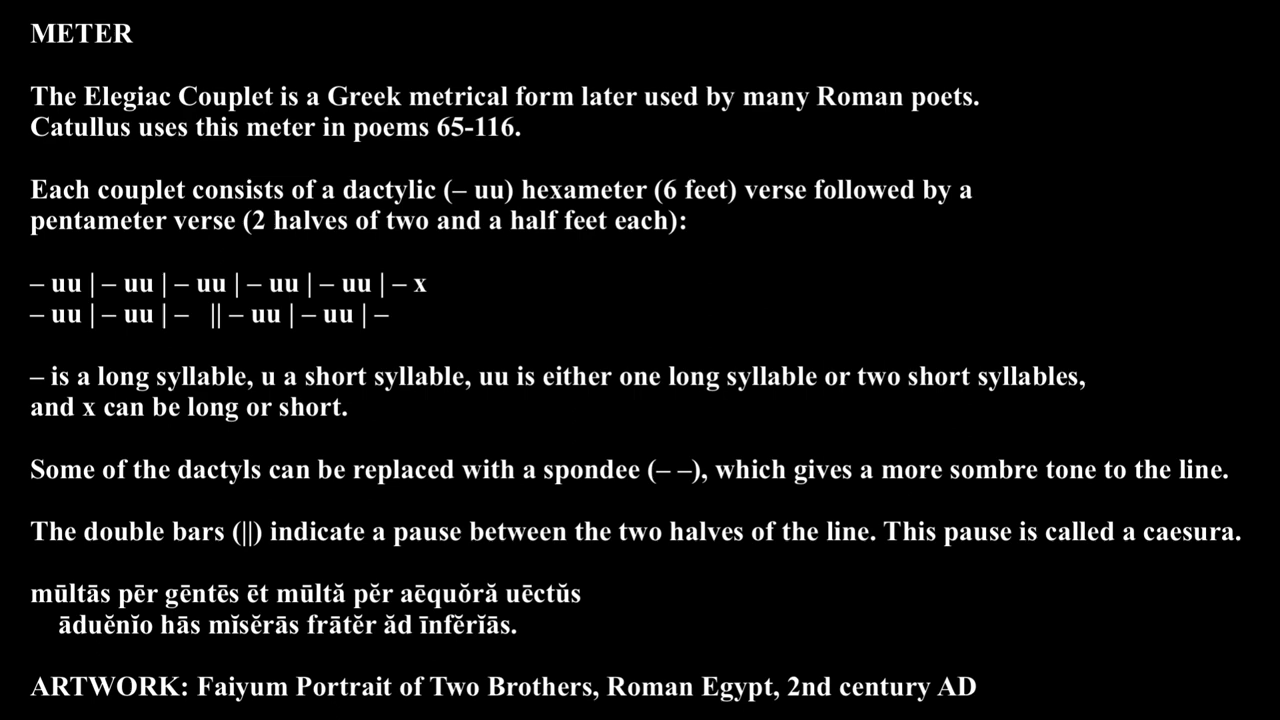 METER
The Elegiac Couplet is a Greek metrical form later used by many Roman poets.
Catullus uses this meter in poems 65-116.
Each couplet consists of a dactylic (– uu) hexameter (6 feet) verse followed by a
pentameter verse (2 halves of two and a half feet each):
– uu | – uu | – uu | – uu | – uu | – x
– uu | – uu | – || – uu | – uu | –
– is a long syllable, u a short syllable, uu is either one long syllable or two short syllables,
and x can be long or short.
Some of the dactyls can be replaced with a spondee (– –), which gives a more sombre tone to the line.
The double bars (||) indicate a pause between the two halves of the line. This pause is called a caesura.
mūltās pēr gēntēs ēt mūltă pĕr aēquŏră uēctŭs
āduĕnĭo hās mĭsĕrās frātĕr ăd īnfĕrĭās.
ARTWORK: Faiyum Portrait of Two Brothers, Roman Egypt, 2nd century AD